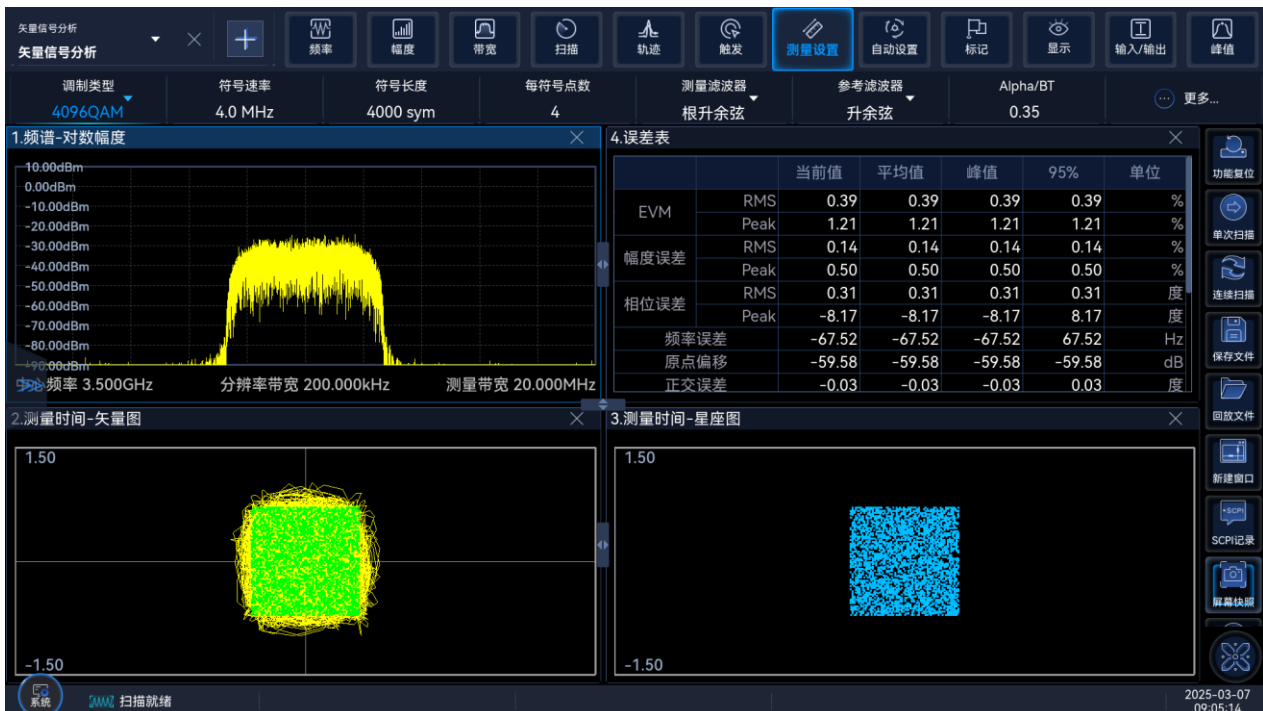 矢量信号分析
矢量信号分析
频率
幅度
带宽
扫描
轨迹
触发
测量设置
自动设置
标记
显示
输入/输出
峰值
调制类型 符号速率 符号长度 每符号点数 测量滤波器 参考滤波器 Alpha/BT
4096QAM 4.0 MHz 4000 sym 4 根升余弦 升余弦 0.35
更多...
1.频谱-对数幅度
10.00dBm
0.00dBm
-10.00dBm
-20.00dBm
-30.00dBm
-40.00dBm
-50.00dBm
-60.00dBm
-70.00dBm
-80.00dBm
-90.00dBm
中心频率 3.500GHz 分辨率带宽 200.000kHz 测量带宽 20.000MHz
4.误差表
当前值 平均值 峰值 95% 单位
EVM RMS 0.39 0.39 0.39 0.39 %
Peak 1.21 1.21 1.21 1.21 %
幅度误差 RMS 0.14 0.14 0.14 0.14 %
Peak 0.50 0.50 0.50 0.50 %
相位误差 RMS 0.31 0.31 0.31 0.31 度
Peak -8.17 -8.17 -8.17 8.17 度
频率误差 -67.52 -67.52 -67.52 67.52 Hz
原点偏移 -59.58 -59.58 -59.58 -59.58 dB
正交误差 -0.03 -0.03 -0.03 0.03 度
2.测量时间-矢量图
1.50
-1.50
3.测量时间-星座图
1.50
-1.50
功能复位
单次扫描
连续扫描
保存文件
回放文件
新建窗口
•SCPI
SCPI记录
屏幕快照
系统
扫描就绪
2025-03-07
09:05:14